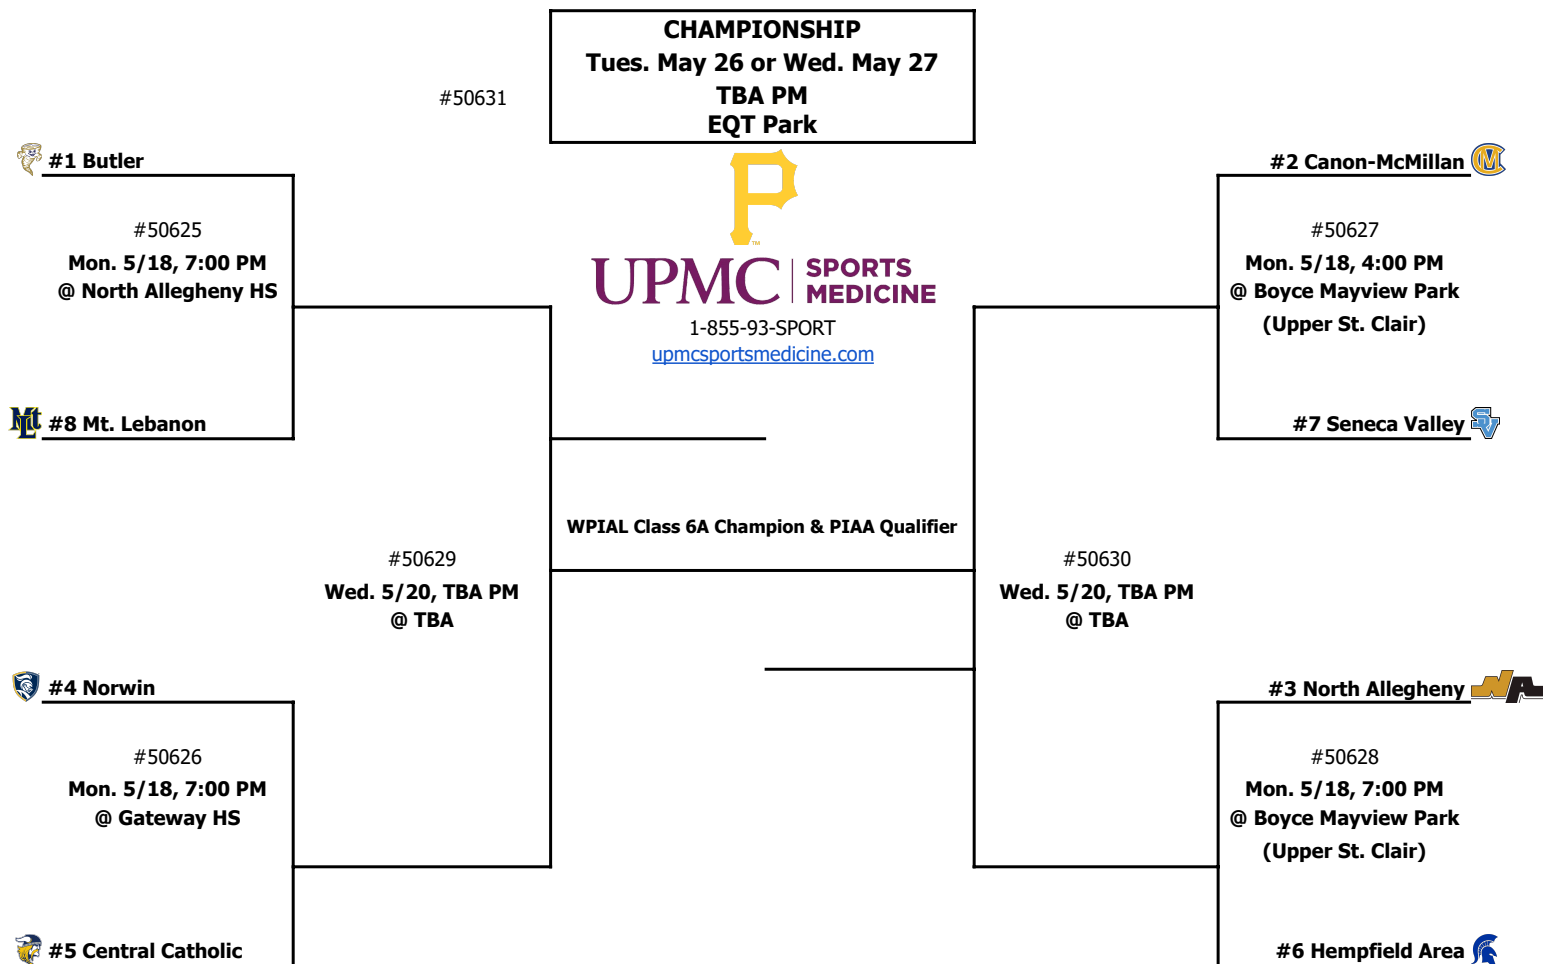 CHAMPIONSHIP
Tues. May 26 or Wed. May 27
TBA PM
EQT Park
#50631
#1 Butler
#50625
Mon. 5/18, 7:00 PM
@ North Allegheny HS
#8 Mt. Lebanon
#50629
Wed. 5/20, TBA PM
@ TBA
#4 Norwin
#50626
Mon. 5/18, 7:00 PM
@ Gateway HS
#5 Central Catholic
P
TM
UPMC | SPORTS
MEDICINE
1-855-93-SPORT
upmcsportsmedicine.com
WPIAL Class 6A Champion & PIAA Qualifier
#2 Canon-McMillan
CM
#50627
Mon. 5/18, 4:00 PM
@ Boyce Mayview Park
(Upper St. Clair)
#7 Seneca Valley
SV
#50630
Wed. 5/20, TBA PM
@ TBA
#3 North Allegheny
NA
#50628
Mon. 5/18, 7:00 PM
@ Boyce Mayview Park
(Upper St. Clair)
#6 Hempfield Area